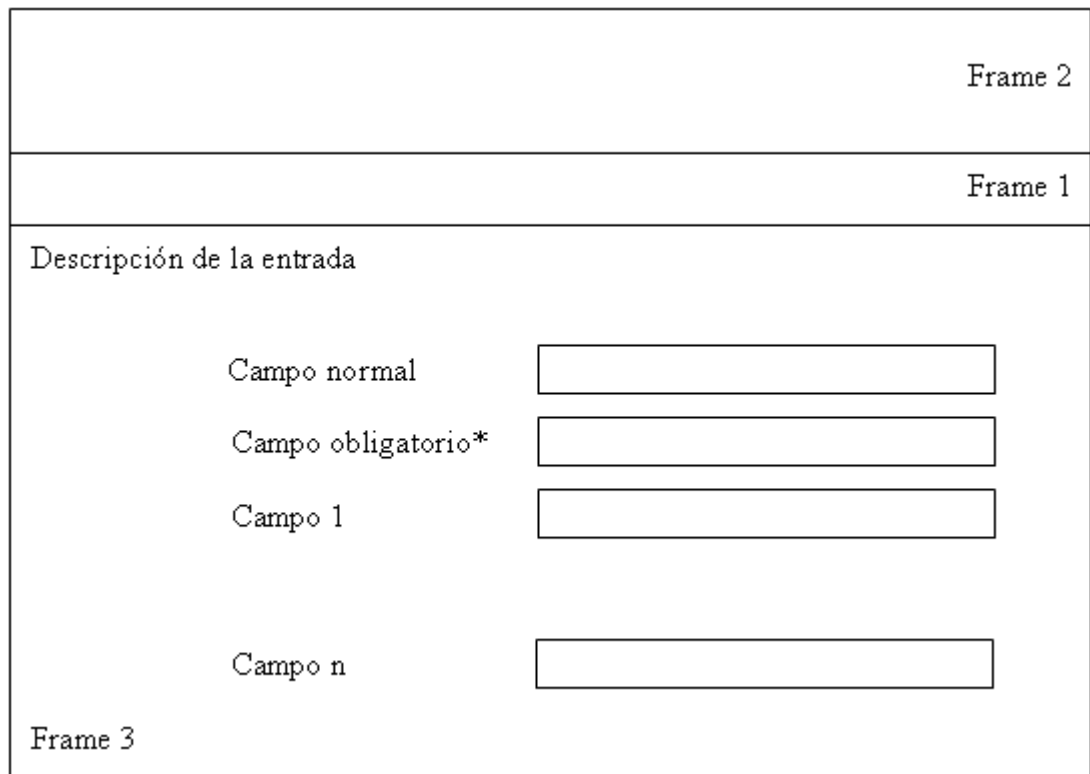 Frame 2
Frame 1
Descripción de la entrada
Campo normal
Campo obligatorio*
Campo 1
Campo n
Frame 3